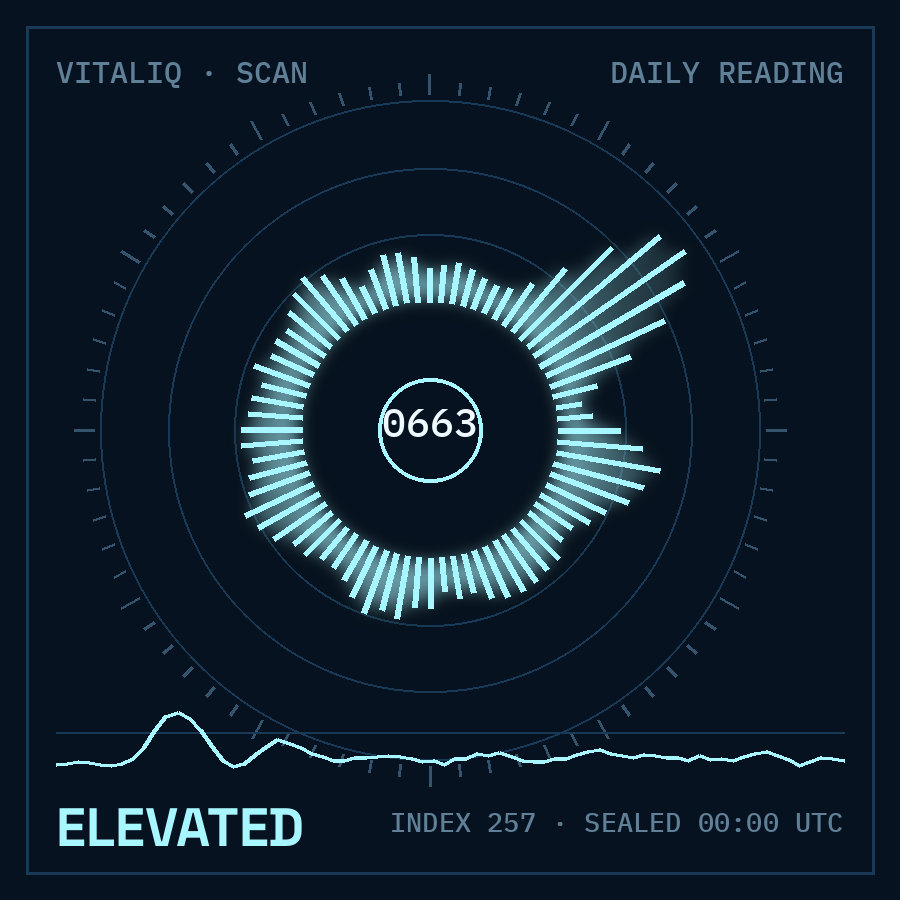 VITALIQ · SCAN
DAILY READING
0663
ELEVATED
INDEX 257 · SEALED 00:00 UTC